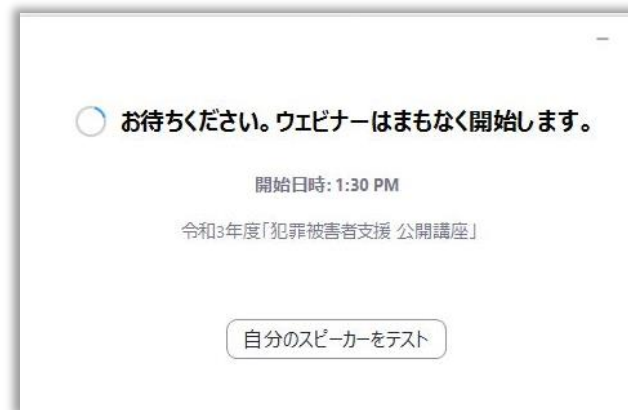 お待ちください。ウェビナーはまもなく開始します。
開始日時: 1:30 PM
令和3年度「犯罪被害者支援 公開講座」
自分のスピーカーをテスト